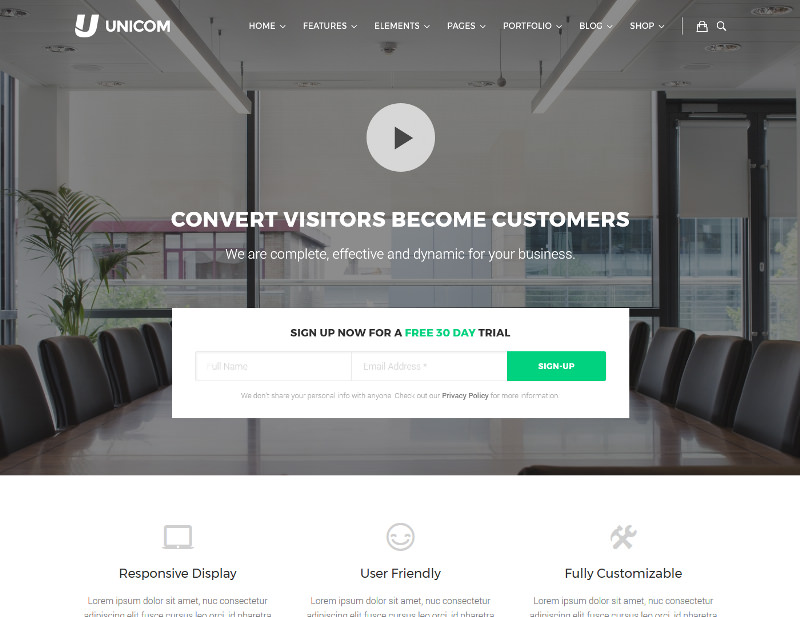 UNICOM
HOME FEATURES ELEMENTS PAGES PORTFOLIO BLOG SHOP
CONVERT VISITORS BECOME CUSTOMERS
We are complete, effective and dynamic for your business.
SIGN UP NOW FOR A FREE 30 DAY TRIAL
Full Name Email Address * SIGN-UP
We don't share your personal info with anyone. Check out our Privacy Policy for more information
Responsive Display User Friendly Fully Customizable
Lorem ipsum dolor sit amet, nuc consectetur Lorem ipsum dolor sit amet, nuc consectetur Lorem ipsum dolor sit amet, nuc consectetur
adipiscing elit fusce cursus leo orci, id pharetra adipiscing elit fusce cursus leo orci, id pharetra adipiscing elit fusce cursus leo orci, id pharetra